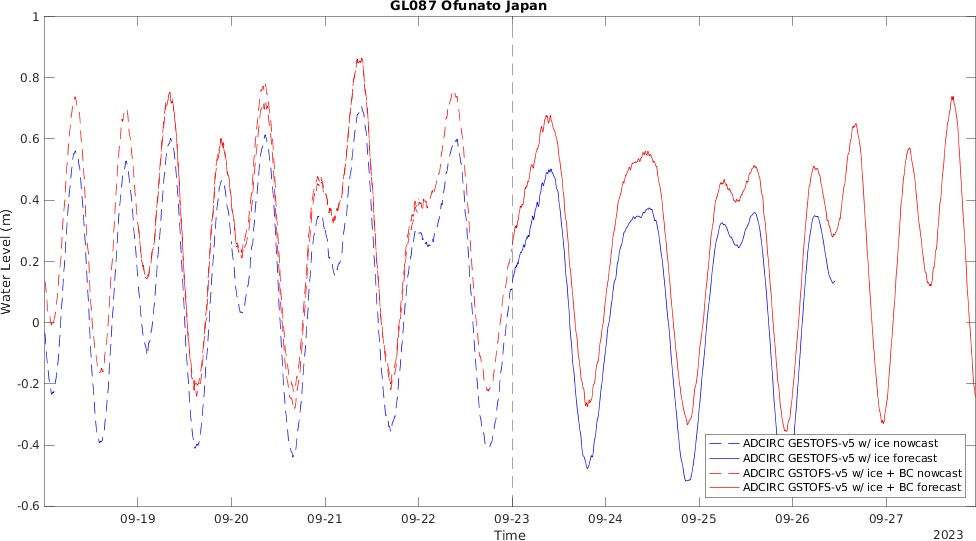 GL087 Ofunato Japan
1
0.8
0.6
0.4
0.2
0
-0.2
-0.4
-0.6
Water Level (m)
09-19
09-20
09-21
09-22
09-23
09-24
09-25
09-26
09-27
Time
2023
ADCIRC GESTOFS-v5 w/ ice nowcast
ADCIRC GESTOFS-v5 w/ ice forecast
ADCIRC GSTOFS-v5 w/ ice + BC nowcast
ADCIRC GSTOFS-v5 w/ ice + BC forecast